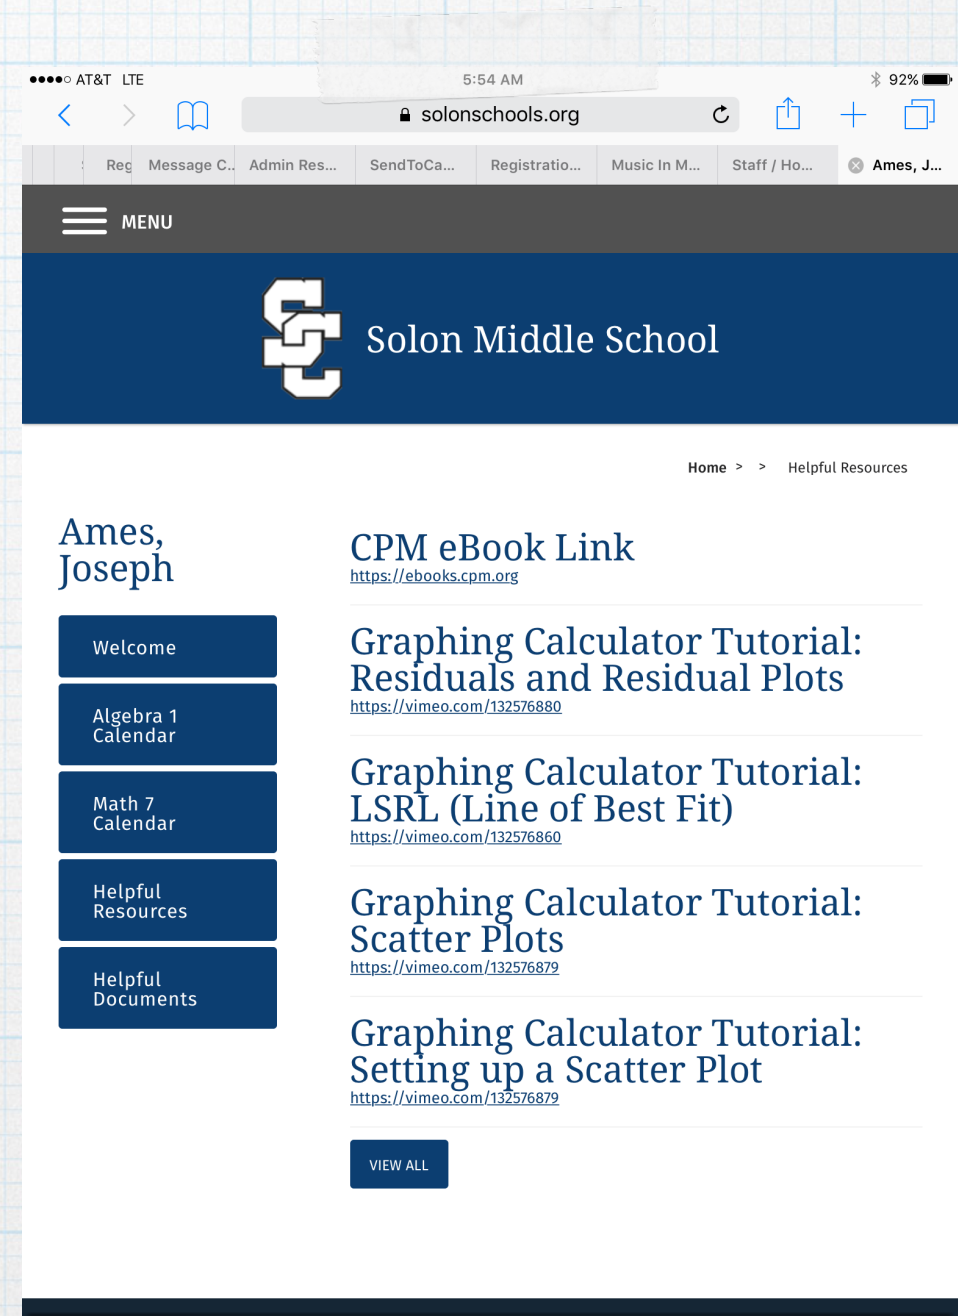 AT&T LTE
5:54 AM
92%
solonschools.org
Reg
Message C..
Admin Res...
SendToCa...
Registratio...
Music In M...
Staff / Ho...
Ames, J...
MENU
SC
Solon Middle School
Home > > Helpful Resources
Ames,
Joseph
Welcome
Algebra 1
Calendar
Math 7
Calendar
Helpful
Resources
Helpful
Documents
CPM eBook Link
https://ebooks.cpm.org
Graphing Calculator Tutorial:
Residuals and Residual Plots
https://vimeo.com/132576880
Graphing Calculator Tutorial:
LSRL (Line of Best Fit)
https://vimeo.com/132576860
Graphing Calculator Tutorial:
Scatter Plots
https://vimeo.com/132576879
Graphing Calculator Tutorial:
Setting up a Scatter Plot
https://vimeo.com/132576879
VIEW ALL